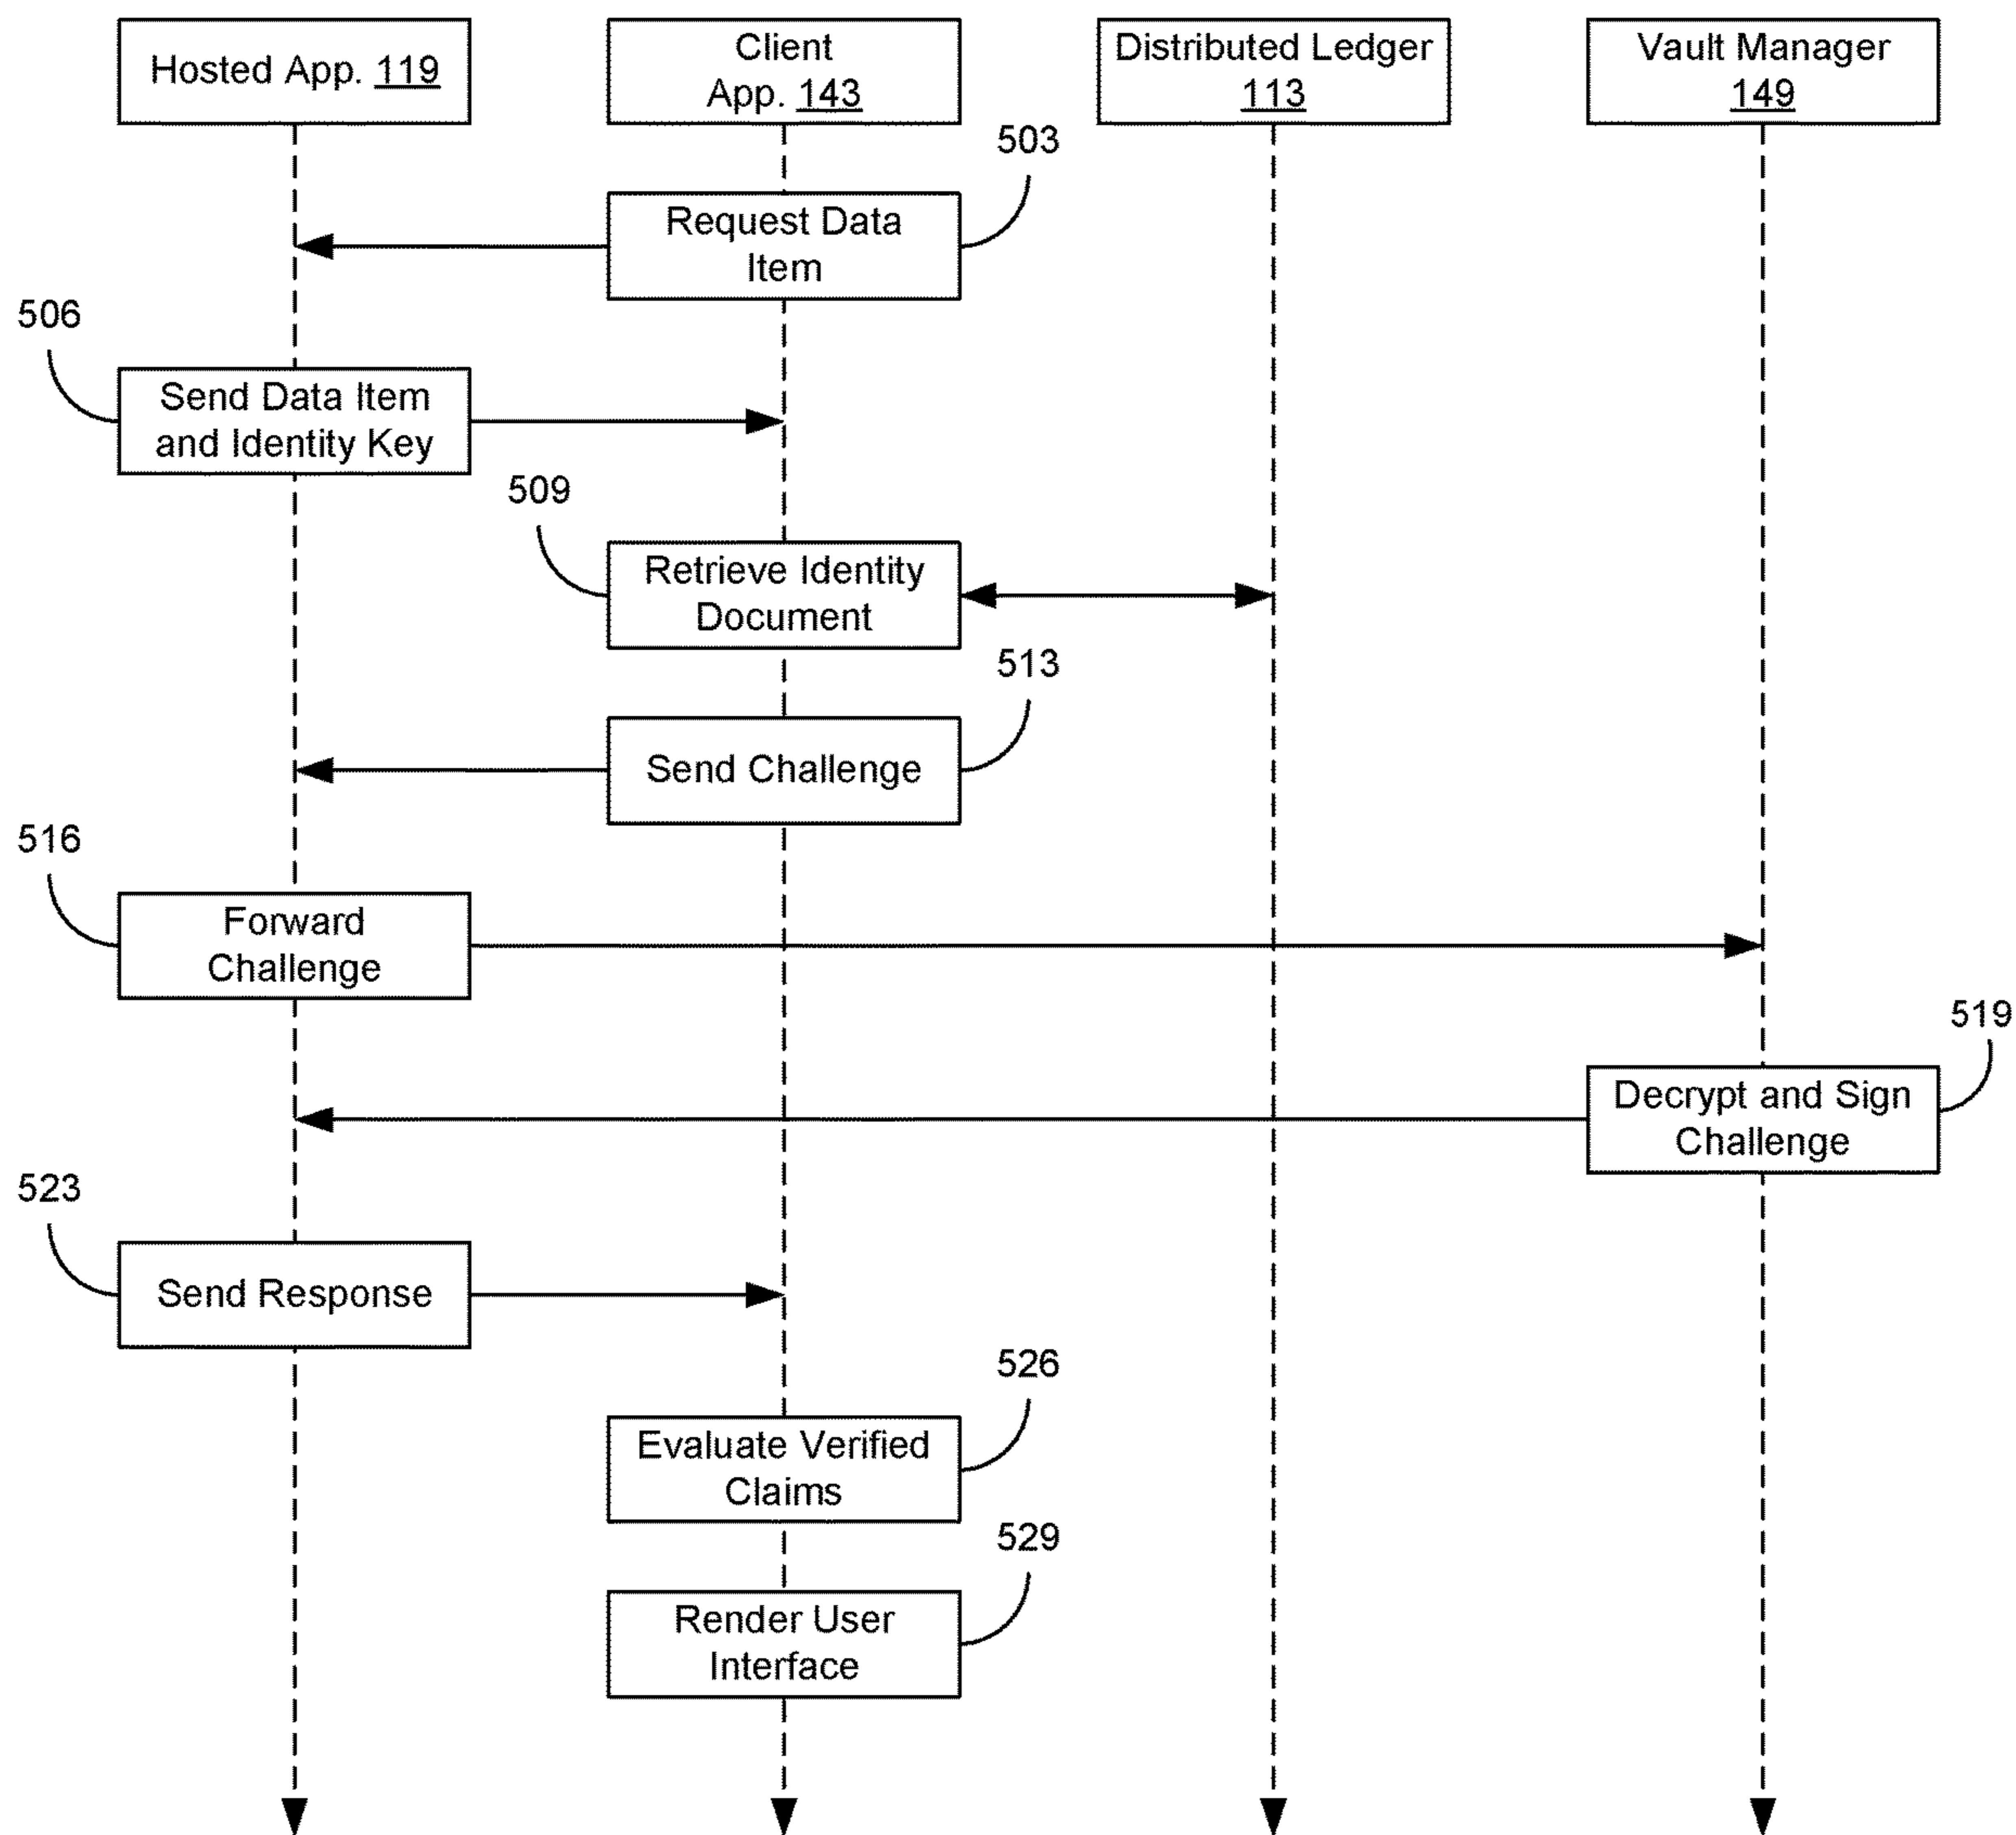 Hosted App. 119
Client
App. 143
Distributed Ledger
113
Vault Manager
149
503
Request Data
Item
506
Send Data Item
and Identity Key
509
Retrieve Identity
Document
513
Send Challenge
516
Forward
Challenge
519
Decrypt and Sign
Challenge
523
Send Response
526
Evaluate Verified
Claims
529
Render User
Interface